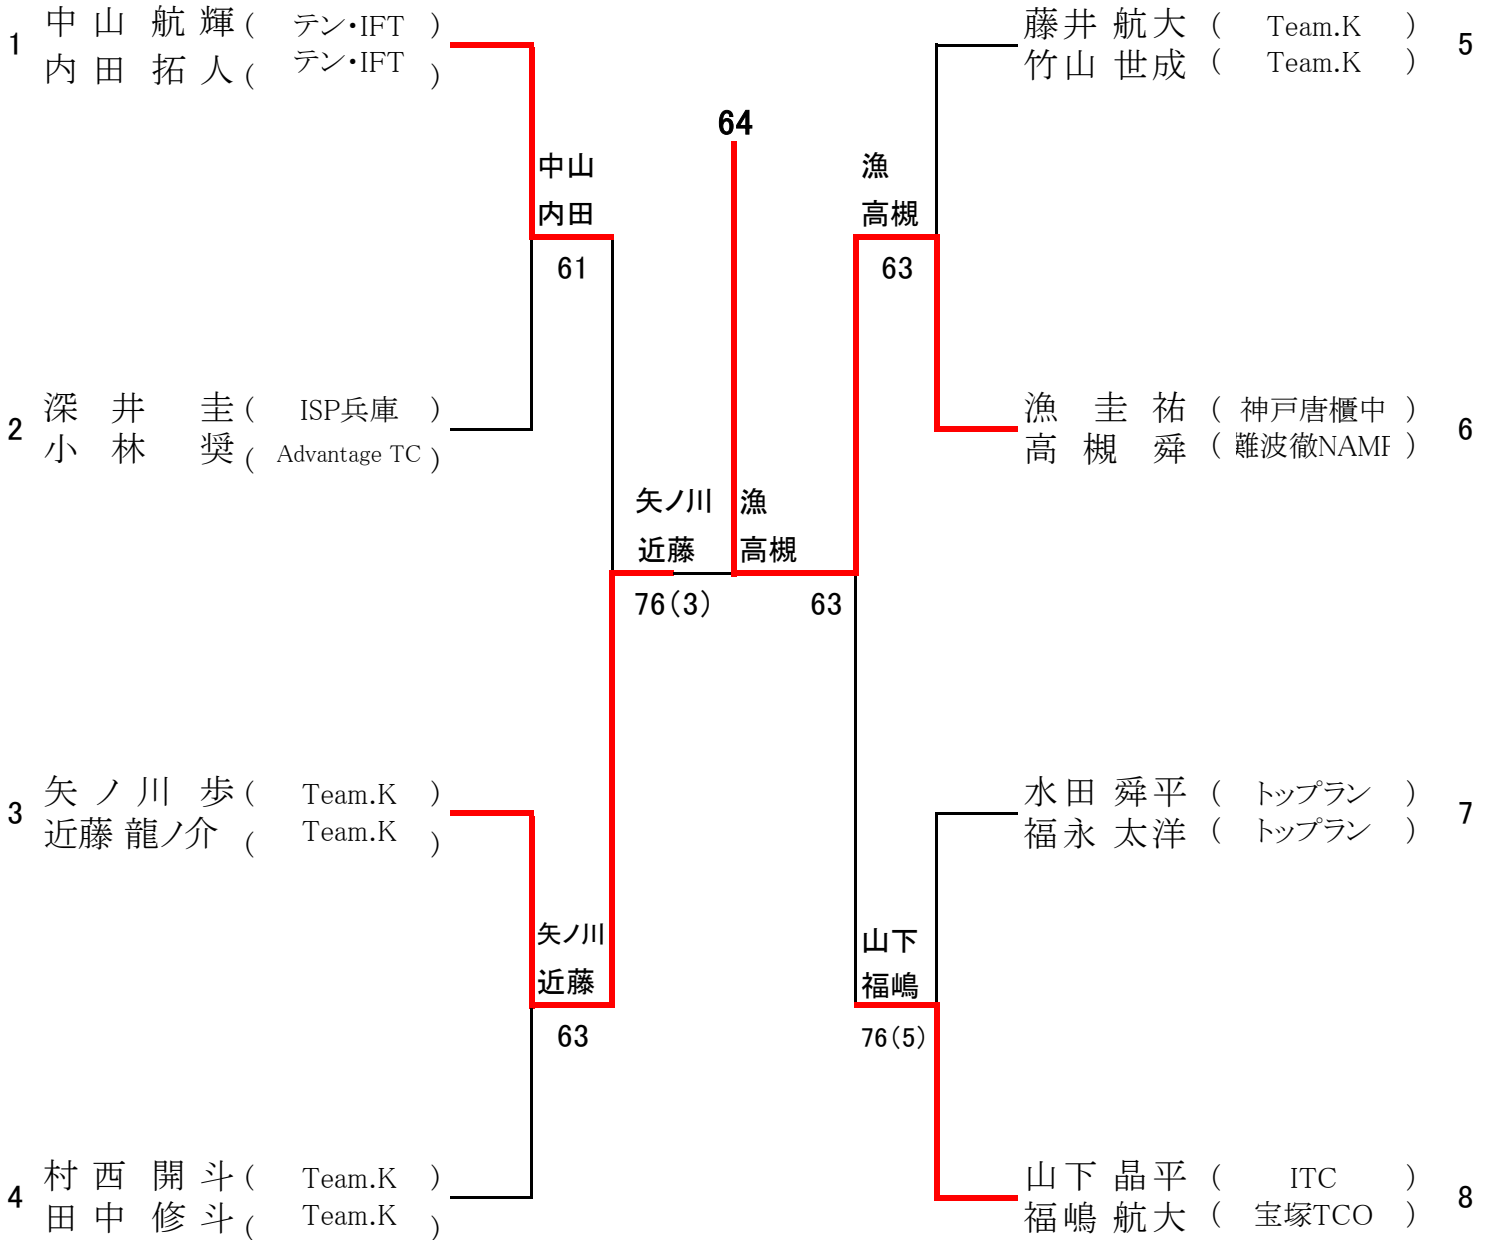 1 中山 航輝 ( テン・IFT )
内田 拓人 ( テン・IFT )
藤井 航大 ( Team.K ) 5
竹山 世成 ( Team.K )
64
中山
内田
61
漁
高槻
63
2 深井 圭 ( ISP兵庫 )
小林 奨 ( Advantage TC )
漁 圭祐 ( 神戸唐櫃中 ) 6
高槻 舜 ( 難波徹NAMF )
矢ノ川
近藤
76(3)
漁
高槻
63
3 矢ノ川 歩 ( Team.K )
近藤 龍ノ介 ( Team.K )
水田 舜平 ( トップラン ) 7
福永 太洋 ( トップラン )
矢ノ川
近藤
63
山下
福嶋
76(5)
4 村西 開斗 ( Team.K )
田中 修斗 ( Team.K )
山下 晶平 ( ITC ) 8
福嶋 航大 ( 宝塚TCO )